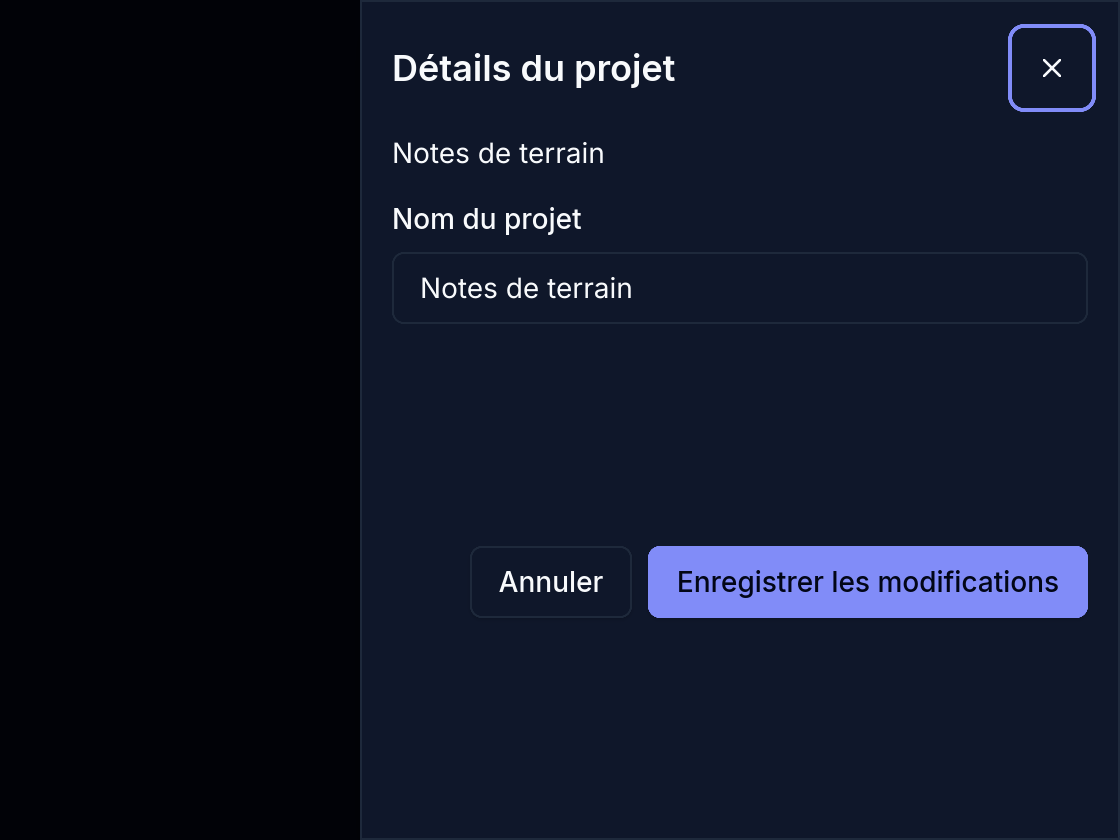 Détails du projet
Notes de terrain
Nom du projet
Notes de terrain
Annuler
Enregistrer les modifications